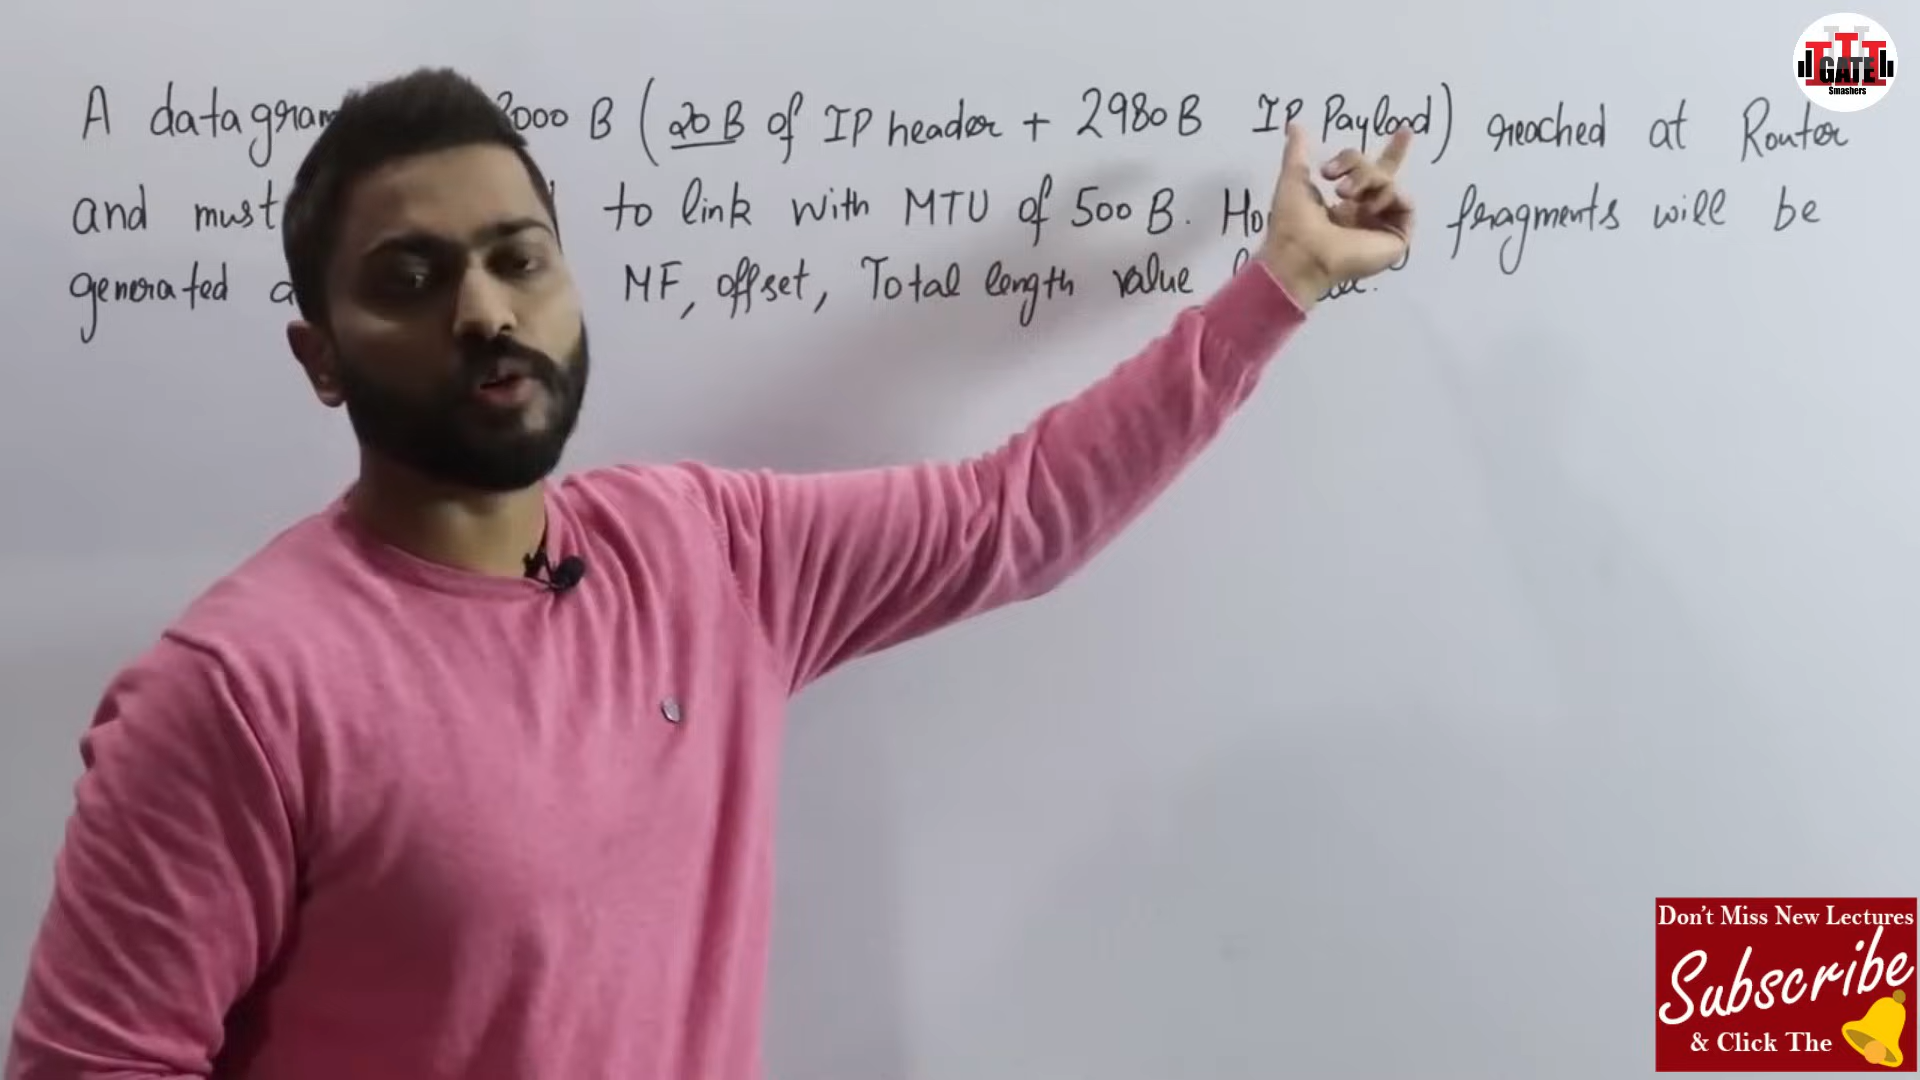 A datagram 3000 B (20 B of IP header + 2980 B IP Payload) reached at Router
and must to link with MTU of 500 B. fragments will be
generated MF, offset, Total length value
GATE
Smashers
Don't Miss New Lectures
Subscribe
& Click The